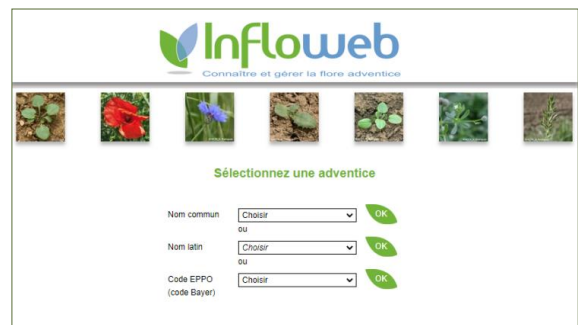 Infloweb
Connaître et gérer la flore adventice
Sélectionnez une adventice
Nom commun Choisir OK
ou
Nom latin Choisir OK
ou
Code EPPO Choisir OK
(code Bayer)